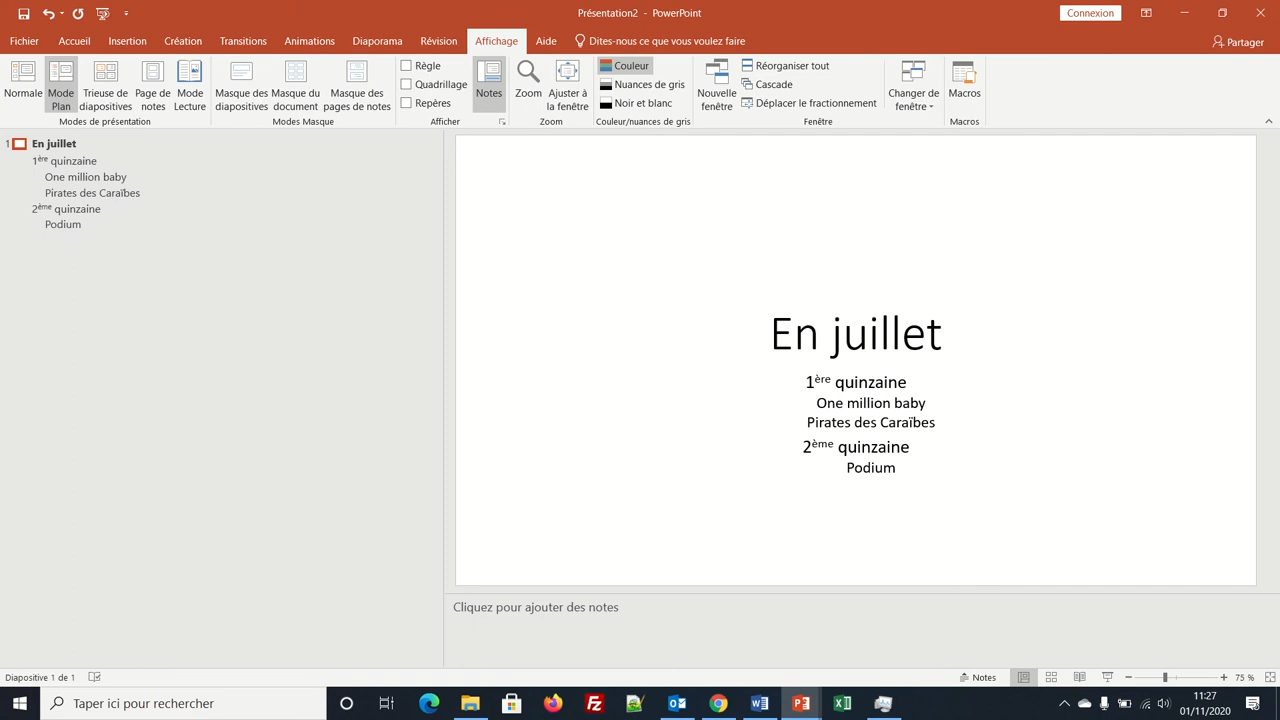 Présentation2 - PowerPoint
Connexion
Fichier Accueil Insertion Création Transitions Animations Diaporama Révision Affichage Aide Dites-nous ce que vous voulez faire Partager
Normale
Mode Plan
Trieuse de diapositives
Page de notes
Mode Lecture
Modes de présentation
Masque des diapositives
Masque du document
Masque des pages de notes
Modes Masque
Règle
Quadrillage
Repères
Afficher
Notes
Zoom
Ajuster à la fenêtre
Zoom
Couleur
Nuances de gris
Noir et blanc
Couleur/nuances de gris
Nouvelle fenêtre
Réorganiser tout
Cascade
Déplacer le fractionnement
Changer de fenêtre
Fenêtre
Macros
Macros
1 En juillet
1ère quinzaine
One million baby
Pirates des Caraïbes
2ème quinzaine
Podium
En juillet
1ère quinzaine
One million baby
Pirates des Caraïbes
2ème quinzaine
Podium
Cliquez pour ajouter des notes
Diapositive 1 de 1
Notes
75 %
Taper ici pour rechercher
11:27
01/11/2020